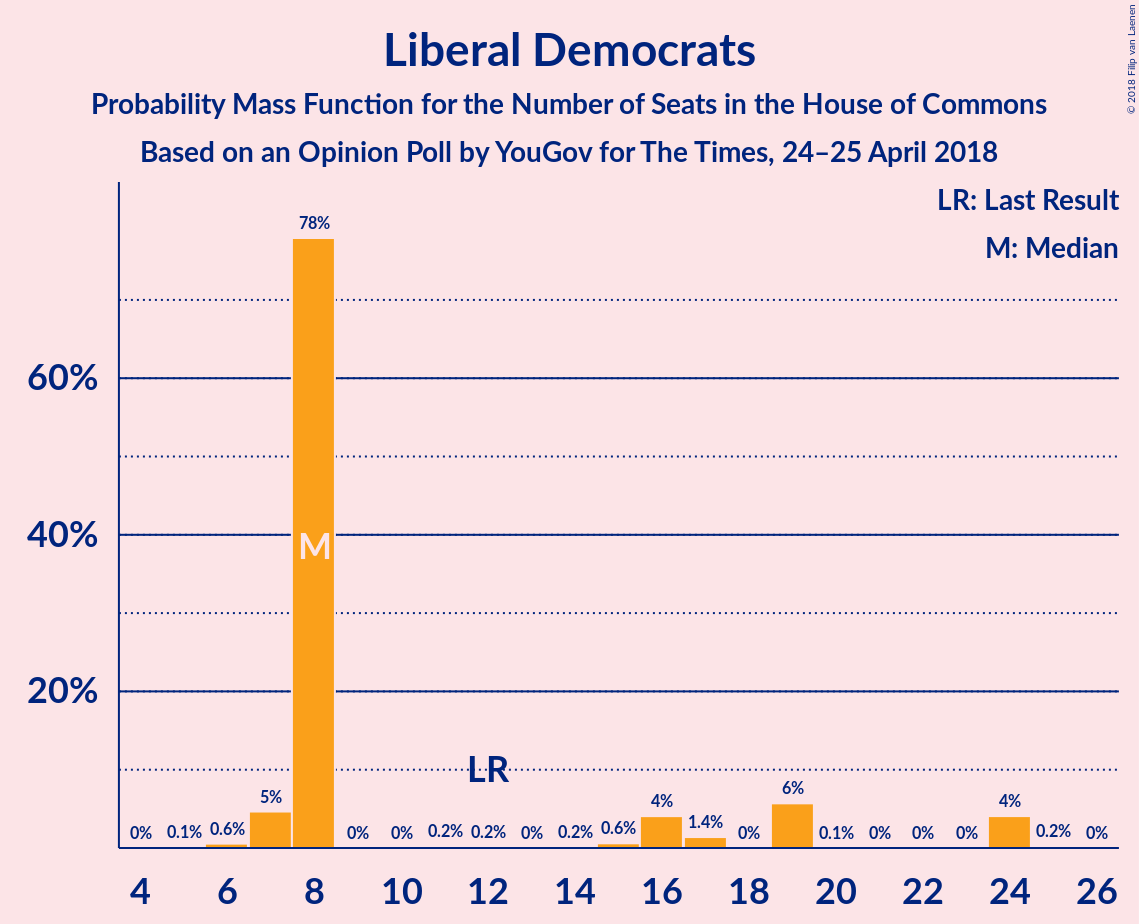 Liberal Democrats
Probability Mass Function for the Number of Seats in the House of Commons
Based on an Opinion Poll by YouGov for The Times, 24–25 April 2018
© 2018 Filip van Laenen
LR: Last Result
M: Median
60%
40%
20%
0% 0.1% 0.6% 5% 78% 0% 0% 0.2% 0.2% 0% 0.2% 0.6% 4% 1.4% 0% 6% 0.1% 0% 0% 0% 4% 0.2% 0%
M
LR
4 6 8 10 12 14 16 18 20 22 24 26